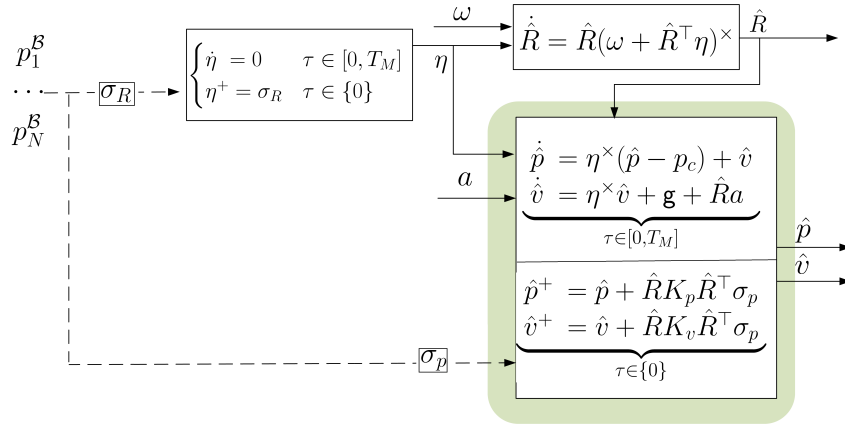 p_1^𝓑
···
p_N^𝓑
σ_R
η̇ = 0 τ ∈ [0, T_M]
η⁺ = σ_R τ ∈ {0}
ω
η
R̂̇ = R̂(ω + R̂^⊤η)^×
R̂
a
p̂̇ = η^×(p̂ − p_c) + v̂
v̂̇ = η^×v̂ + g + R̂a
τ∈[0,T_M]
p̂⁺ = p̂ + R̂K_pR̂^⊤σ_p
v̂⁺ = v̂ + R̂K_vR̂^⊤σ_p
τ∈{0}
σ_p
p̂
v̂